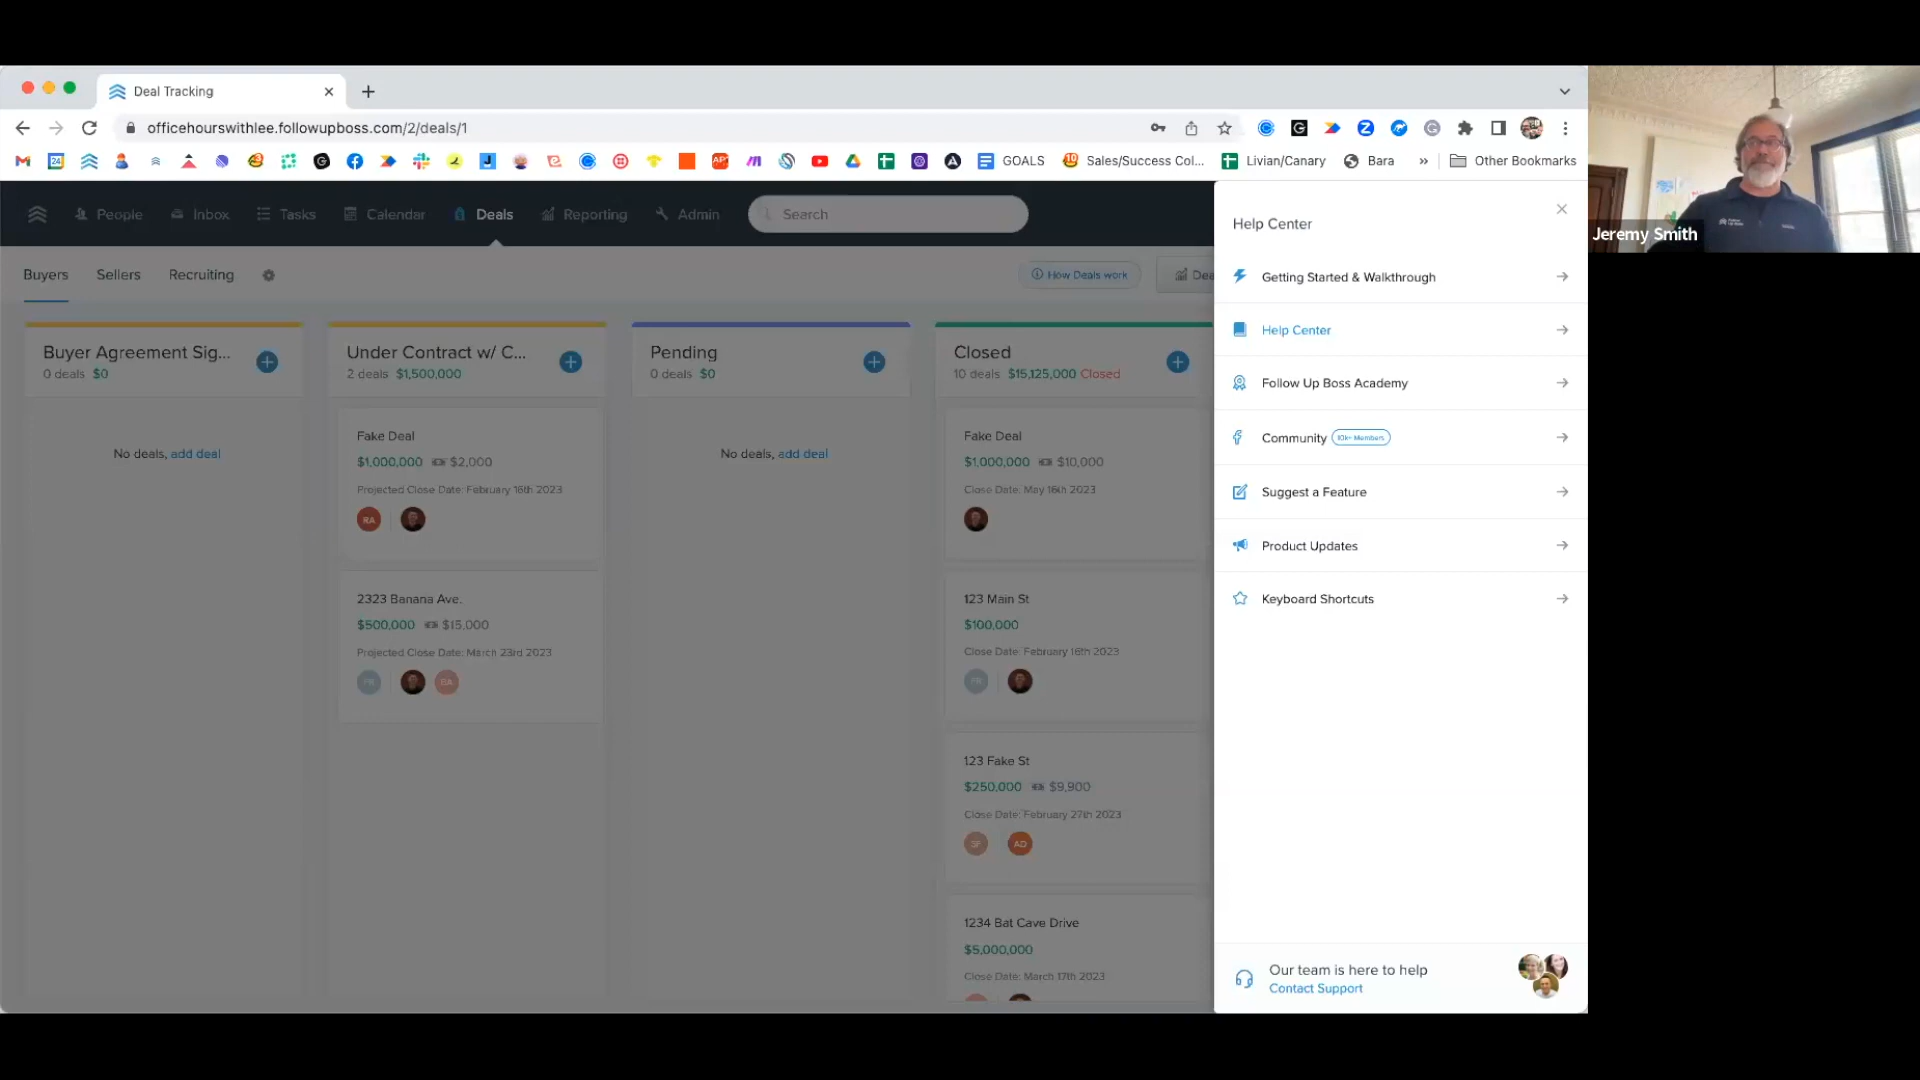 Deal Tracking
officehourswithlee.followupboss.com/2/deals/1
GOALS
Sales/Success Col...
Livian/Canary
Bara
»
Other Bookmarks
People
Inbox
Tasks
Calendar
Deals
Reporting
Admin
Search
Buyers
Sellers
Recruiting
How Deals work
Dea
Buyer Agreement Sig...
0 deals $0
No deals, add deal
Under Contract w/ C...
2 deals $1,500,000
Fake Deal
$1,000,000 $2,000
Projected Close Date: February 16th 2023
RA
2323 Banana Ave.
$500,000 $15,000
Projected Close Date: March 23rd 2023
FR
BA
Pending
0 deals $0
No deals, add deal
Closed
10 deals $15,125,000 Closed
Fake Deal
$1,000,000 $10,000
Close Date: May 16th 2023
123 Main St
$100,000
Close Date: February 16th 2023
FR
123 Fake St
$250,000 $9,900
Close Date: February 27th 2023
SF
AD
1234 Bat Cave Drive
$5,000,000
Close Date: March 17th 2023
Help Center
Getting Started & Walkthrough
Help Center
Follow Up Boss Academy
Community 10k+ Members
Suggest a Feature
Product Updates
Keyboard Shortcuts
Our team is here to help
Contact Support
Jeremy Smith